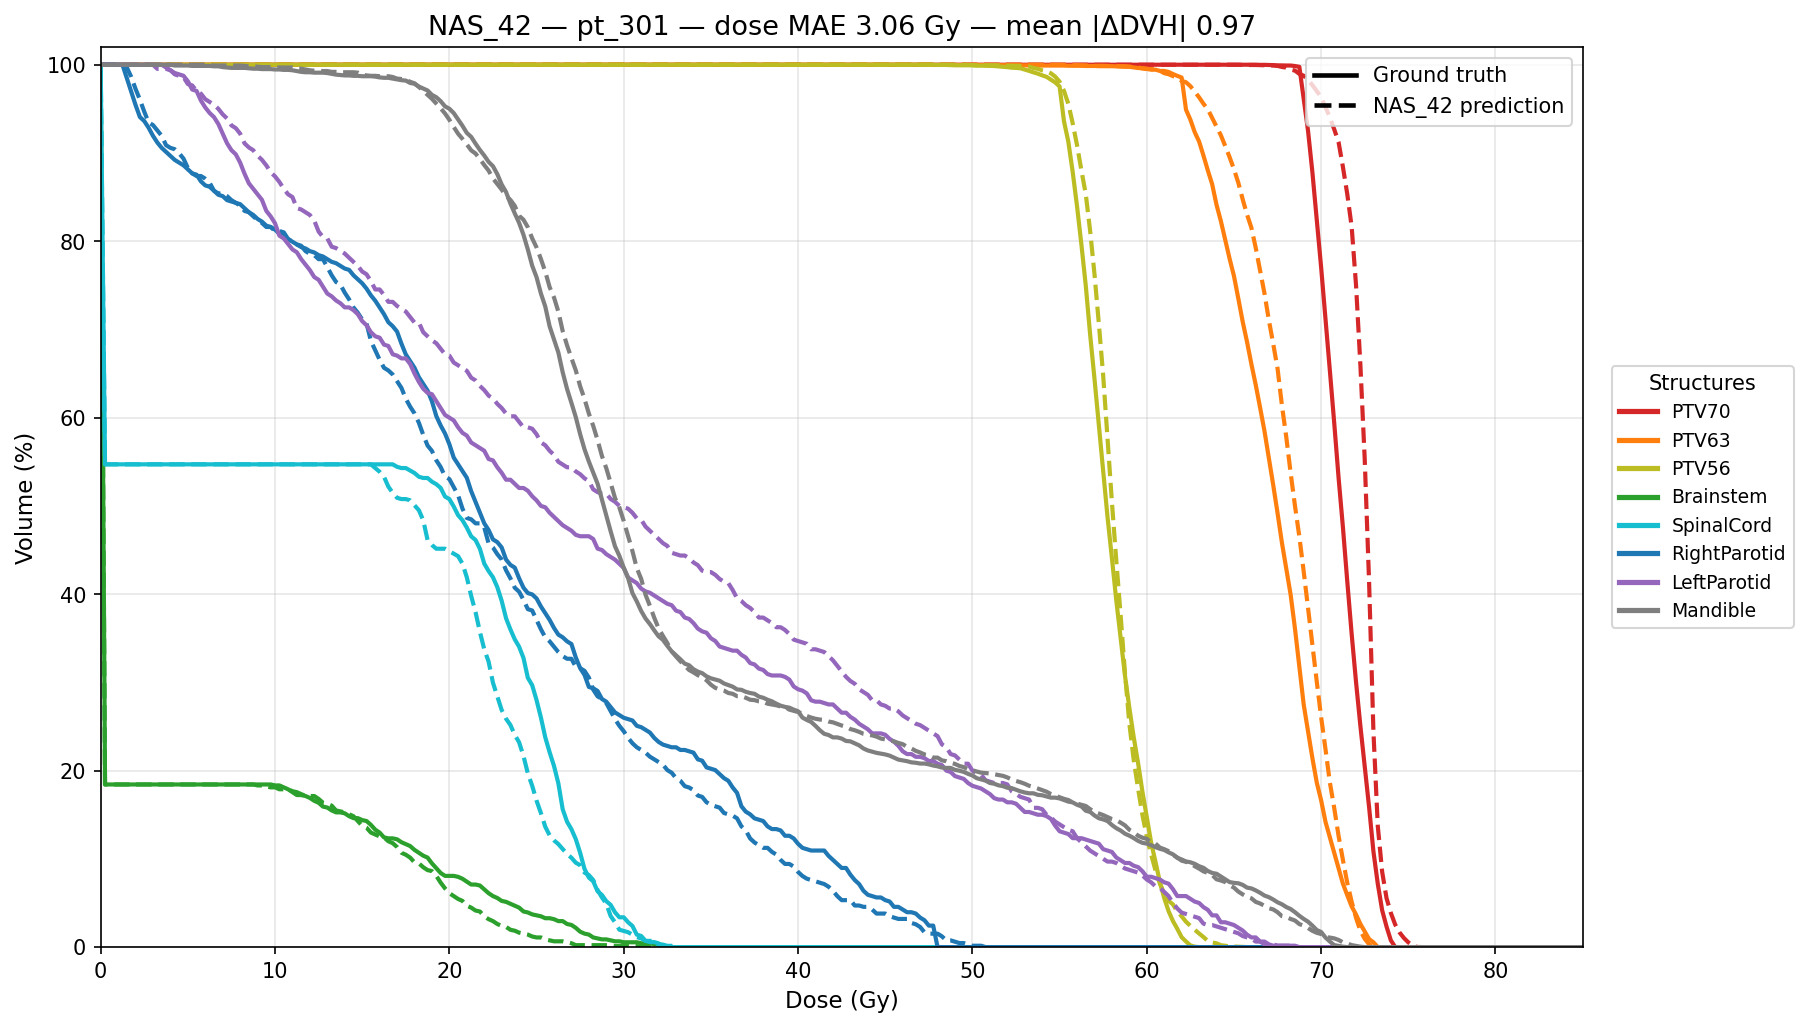 NAS_42 — pt_301 — dose MAE 3.06 Gy — mean |ΔDVH| 0.97
Ground truth
NAS_42 prediction
Volume (%)
100
80
60
40
20
0
0 10 20 30 40 50 60 70 80
Dose (Gy)
Structures
PTV70
PTV63
PTV56
Brainstem
SpinalCord
RightParotid
LeftParotid
Mandible